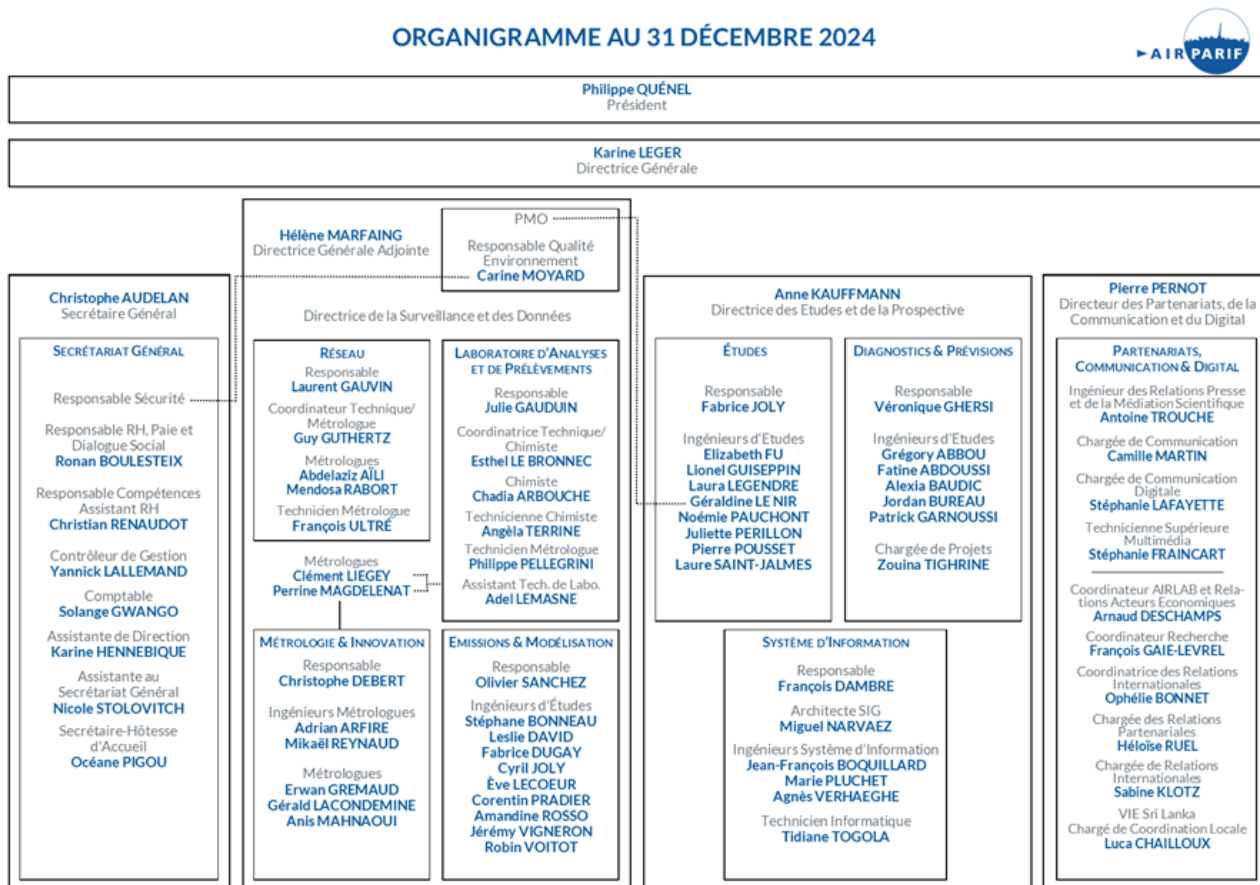 ORGANIGRAMME AU 31 DÉCEMBRE 2024
AIRPARIF
Philippe QUÉNEL
Président
Karine LEGER
Directrice Générale
Christophe AUDELAN
Secrétaire Général
SECRÉTARIAT GÉNÉRAL
Responsable Sécurité
Responsable RH, Paie et
Dialogue Social
Ronan BOULESTEIX
Responsable Compétences
Assistant RH
Christian RENAUDOT
Contrôleur de Gestion
Yannick LALLEMAND
Comptable
Solange GWANGO
Assistante de Direction
Karine HENNEBIQUE
Assistante au
Secrétariat Général
Nicole STOLOVITCH
Secrétaire-Hôtesse
d'Accueil
Océane PIGOU
Hélène MARFAING
Directrice Générale Adjointe
PMO
Responsable Qualité
Environnement
Carine MOYARD
Directrice de la Surveillance et des Données
RÉSEAU
Responsable
Laurent GAUVIN
Coordinateur Technique/
Métrologue
Guy GUTHERTZ
Métrologues
Abdelaziz AÏLI
Mendosa RABORT
Technicien Métrologue
François ULTRÉ
Métrologues
Clément LIEGEY
Perrine MAGDELENAT
LABORATOIRE D'ANALYSES
ET DE PRÉLÈVEMENTS
Responsable
Julie GAUDUIN
Coordinatrice Technique/
Chimiste
Esthel LE BRONNEC
Chimiste
Chadia ARBOUCHE
Technicienne Chimiste
Angèla TERRINE
Technicien Métrologue
Philippe PELLEGRINI
Assistant Tech. de Labo.
Adel LEMASNE
MÉTROLOGIE & INNOVATION
Responsable
Christophe DEBERT
Ingénieurs Métrologues
Adrian ARFIRE
Mikaël REYNAUD
Métrologues
Erwan GREMAUD
Gérald LACONDEMINE
Anis MAHNAOUI
EMISSIONS & MODÉLISATION
Responsable
Olivier SANCHEZ
Ingénieurs d'Études
Stéphane BONNEAU
Leslie DAVID
Fabrice DUGAY
Cyril JOLY
Ève LECOEUR
Corentin PRADIER
Amandine ROSSO
Jérémy VIGNERON
Robin VOITOT
Anne KAUFFMANN
Directrice des Etudes et de la Prospective
ÉTUDES
Responsable
Fabrice JOLY
Ingénieurs d'Etudes
Elizabeth FU
Lionel GUISEPPIN
Laura LEGENDRE
Géraldine LE NIR
Noémie PAUCHONT
Juliette PERILLON
Pierre POUSSET
Laure SAINT-JALMES
DIAGNOSTICS & PRÉVISIONS
Responsable
Véronique GHERSI
Ingénieurs d'Etudes
Grégory ABBOU
Fatine ABDOUSSI
Alexia BAUDIC
Jordan BUREAU
Patrick GARNOUSSI
Chargée de Projets
Zouina TIGHRINE
SYSTÈME D'INFORMATION
Responsable
François DAMBRE
Architecte SIG
Miguel NARVAEZ
Ingénieurs Système d'Information
Jean-François BOQUILLARD
Marie PLUCHET
Agnès VERHAEGHE
Technicien Informatique
Tidiane TOGOLA
Pierre PERNOT
Directeur des Partenariats, de la
Communication et du Digital
PARTENARIATS,
COMMUNICATION & DIGITAL
Ingénieur des Relations Presse
et de la Médiation Scientifique
Antoine TROUCHE
Chargée de Communication
Camille MARTIN
Chargée de Communication
Digitale
Stéphanie LAFAYETTE
Technicienne Supérieure
Multimédia
Stéphanie FRAINCART
Coordinateur AIRLAB et Rela-
tions Acteurs Economiques
Arnaud DESCHAMPS
Coordinateur Recherche
François GAIE-LEVREL
Coordinatrice des Relations
Internationales
Ophélie BONNET
Chargée des Relations
Partenariales
Héloïse RUEL
Chargée de Relations
Internationales
Sabine KLOTZ
VIE Sri Lanka
Chargé de Coordination Locale
Luca CHAILLOUX